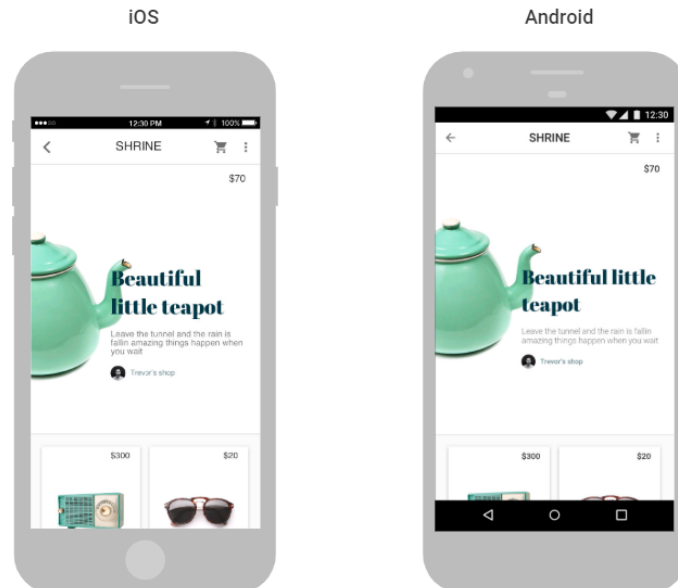 iOS
Android
12:30 PM
100%
SHRINE
$70
Beautiful
little teapot
Leave the tunnel and the rain is
fallin amazing things happen when
you wait
Trevor's shop
$300
$20
12:30
SHRINE
$70
Beautiful little
teapot
Leave the tunnel and the rain is fallin
amazing things happen when you wait
Trevor's shop
$300
$20